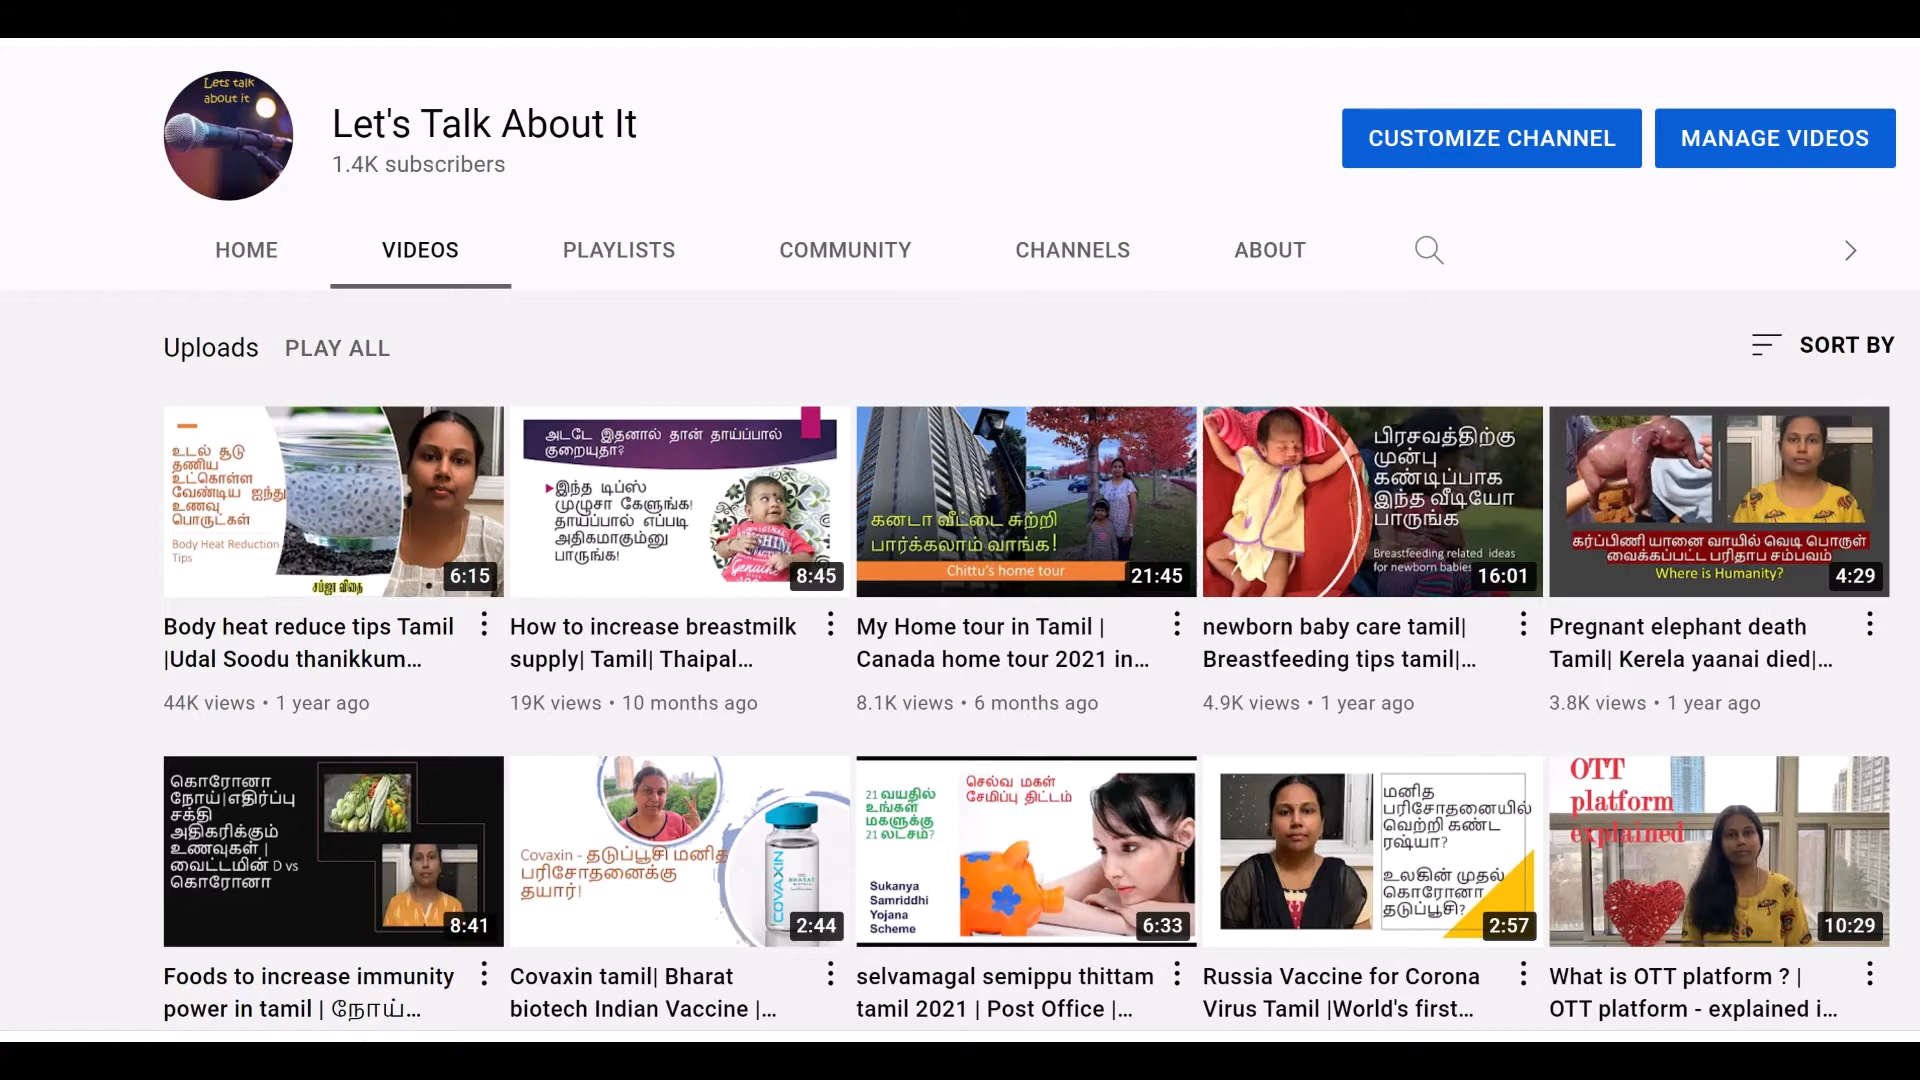 Lets talk
about it
Let's Talk About It
1.4K subscribers
CUSTOMIZE CHANNEL
MANAGE VIDEOS
HOME
VIDEOS
PLAYLISTS
COMMUNITY
CHANNELS
ABOUT
Uploads
PLAY ALL
SORT BY
உடல் சூடு
தணிய
உட்கொள்ள
வேண்டிய ஐந்து
உணவு
பொருட்கள்
Body Heat Reduction
Tips
சப்ஜா விதை
6:15
Body heat reduce tips Tamil
|Udal Soodu thanikkum...
44K views • 1 year ago
அடடே இதனால் தான் தாய்ப்பால்
குறையுதா?
இந்த டிப்ஸ்
முழுசா கேளுங்க!
தாய்ப்பால் எப்படி
அதிகமாகும்னு
பாருங்க!
8:45
How to increase breastmilk
supply| Tamil| Thaipal...
19K views • 10 months ago
கனடா வீட்டை சுற்றி
பார்க்கலாம் வாங்க!
Chittu's home tour
21:45
My Home tour in Tamil |
Canada home tour 2021 in...
8.1K views • 6 months ago
பிரசவத்திற்கு
முன்பு
கண்டிப்பாக
இந்த வீடியோ
பாருங்க
Breastfeeding related ideas
for newborn babies
16:01
newborn baby care tamil|
Breastfeeding tips tamil|...
4.9K views • 1 year ago
கர்ப்பிணி யானை வாயில் வெடி பொருள்
வைக்கப்பட்ட பரிதாப சம்பவம்
Where is Humanity?
4:29
Pregnant elephant death
Tamil| Kerela yaanai died|...
3.8K views • 1 year ago
கொரோனா
நோய்|எதிர்ப்பு
சக்தி
அதிகரிக்கும்
உணவுகள் |
வைட்டமின் D vs
கொரோனா
8:41
Foods to increase immunity
power in tamil | நோய்...
Covaxin - தடுப்பூசி மனித
பரிசோதனைக்கு
தயார்!
COVAXIN
BHARAT
2:44
Covaxin tamil| Bharat
biotech Indian Vaccine |...
செல்வ மகள்
சேமிப்பு திட்டம்
21 வயதில்
உங்கள்
மகளுக்கு
21 லட்சம்?
Sukanya
Samriddhi
Yojana
Scheme
6:33
selvamagal semippu thittam
tamil 2021 | Post Office |...
மனித
பரிசோதனையில்
வெற்றி கண்ட
ரஷ்யா?
உலகின் முதல்
கொரோனா
தடுப்பூசி?
2:57
Russia Vaccine for Corona
Virus Tamil |World's first...
OTT
platform
explained
10:29
What is OTT platform ? |
OTT platform - explained i...